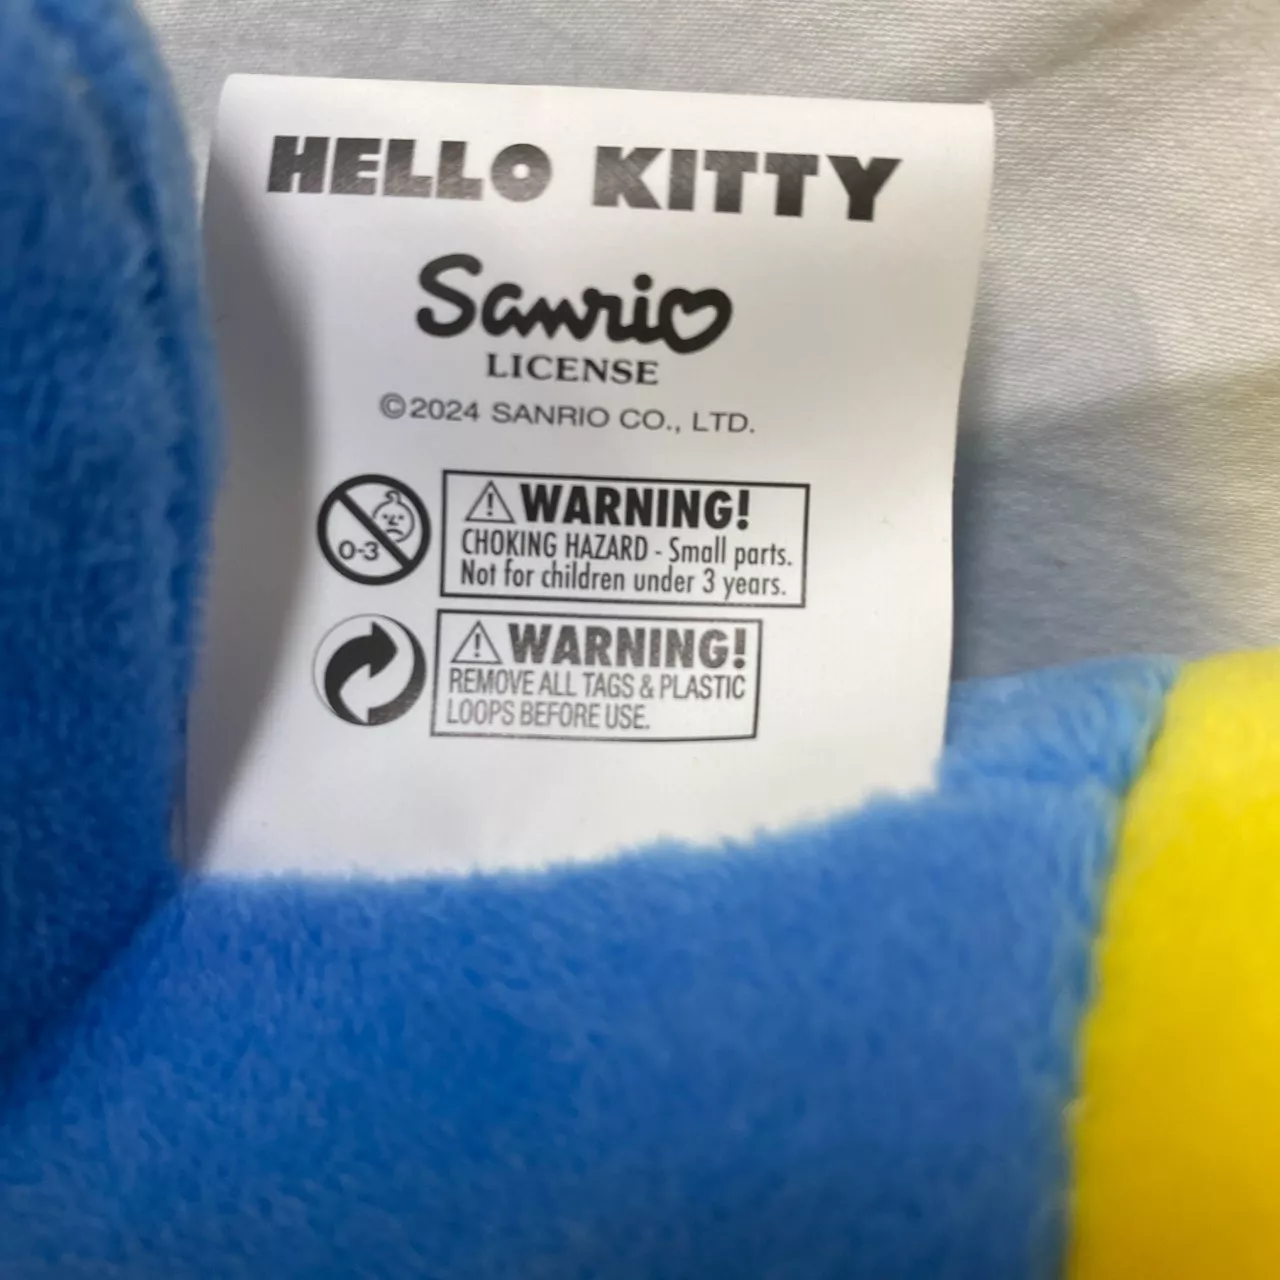 HELLO KITTY
Sanrio
LICENSE
©2024 SANRIO CO., LTD.
0-3
⚠WARNING!
CHOKING HAZARD - Small parts.
Not for children under 3 years.
⚠WARNING!
REMOVE ALL TAGS & PLASTIC
LOOPS BEFORE USE.